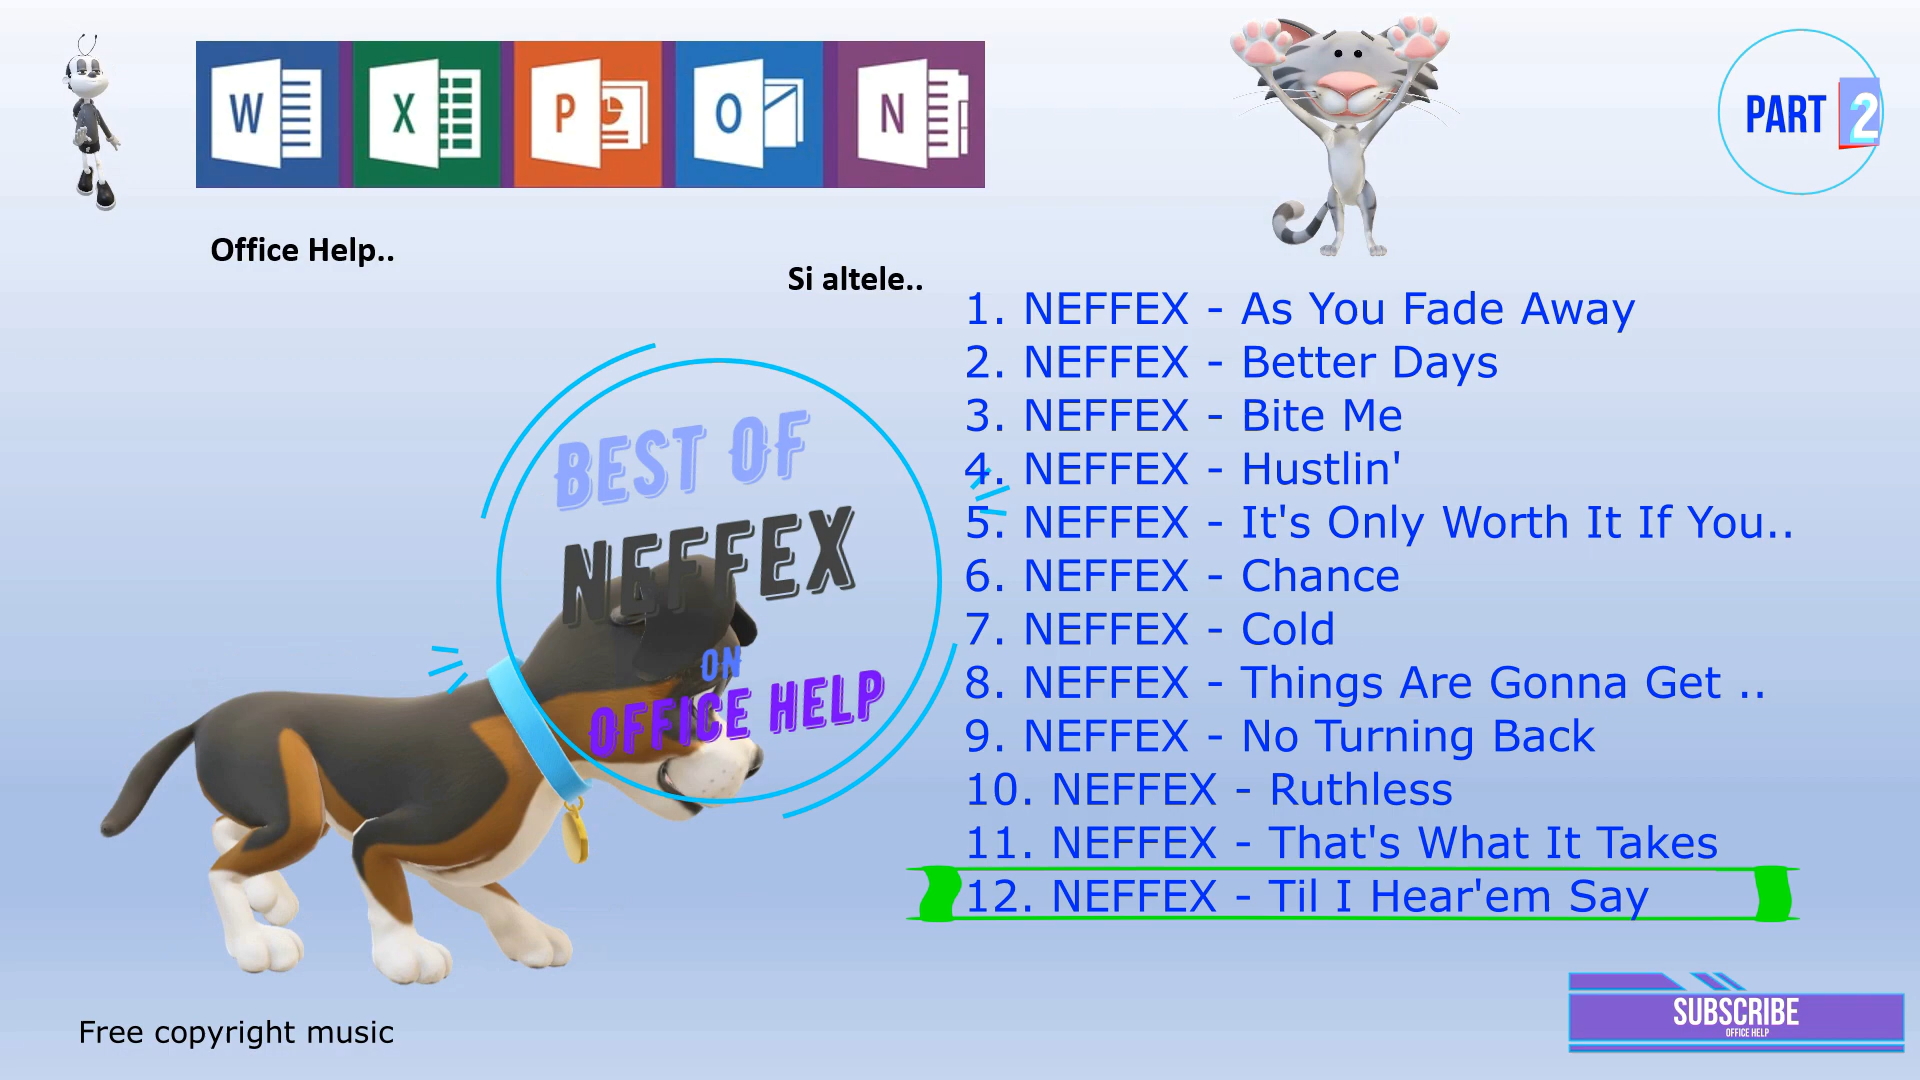 W X P O N
PART 2
Office Help..
Si altele..
1. NEFFEX - As You Fade Away
2. NEFFEX - Better Days
3. NEFFEX - Bite Me
4. NEFFEX - Hustlin'
5. NEFFEX - It's Only Worth It If You..
6. NEFFEX - Chance
7. NEFFEX - Cold
8. NEFFEX - Things Are Gonna Get ..
9. NEFFEX - No Turning Back
10. NEFFEX - Ruthless
11. NEFFEX - That's What It Takes
12. NEFFEX - Til I Hear'em Say
BEST OF
NEFFEX
ON
OFFICE HELP
Free copyright music
SUBSCRIBE
OFFICE HELP